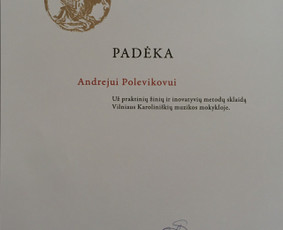 PADĖKA
Andrejui Polevikovui
Už praktinių žinių ir inovatyvių metodų sklaidą
Vilniaus Karoliniškių muzikos mokykloje.